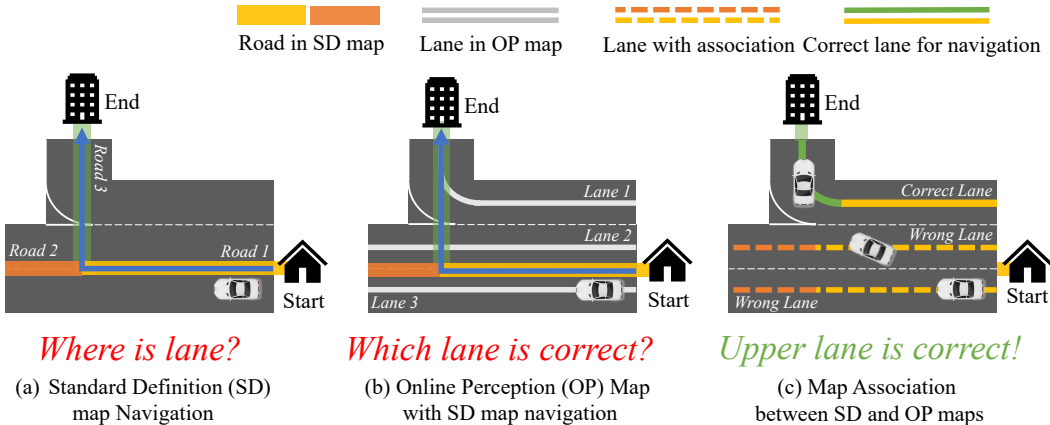 Road in SD map
Lane in OP map
Lane with association
Correct lane for navigation
End
Road 3
Road 2
Road 1
Start
Where is lane?
(a) Standard Definition (SD)
map Navigation
End
Lane 1
Lane 2
Lane 3
Start
Which lane is correct?
(b) Online Perception (OP) Map
with SD map navigation
End
Correct Lane
Wrong Lane
Wrong Lane
Start
Upper lane is correct!
(c) Map Association
between SD and OP maps